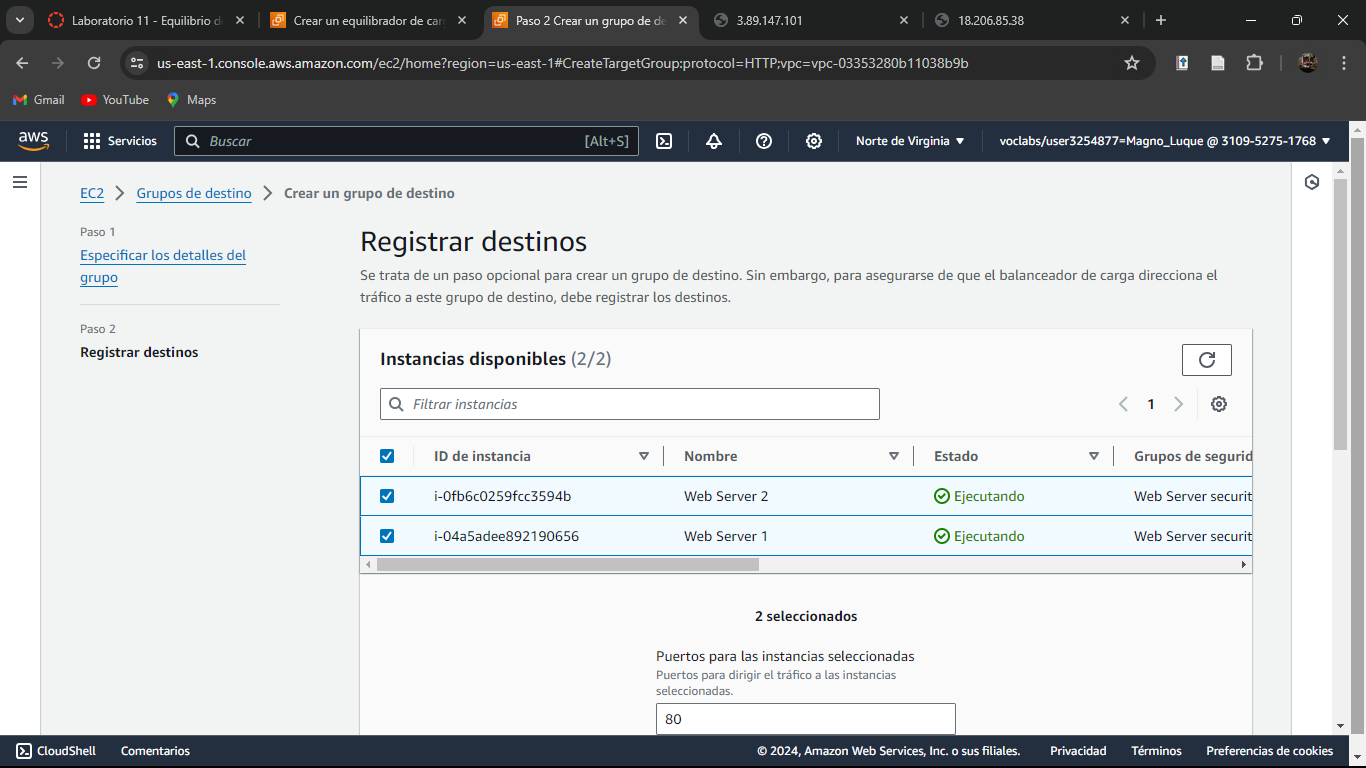 Laboratorio 11 - Equilibrio d
Crear un equilibrador de car
Paso 2 Crear un grupo de de
3.89.147.101
18.206.85.38
us-east-1.console.aws.amazon.com/ec2/home?region=us-east-1#CreateTargetGroup:protocol=HTTP;vpc=vpc-03353280b11038b9b
Gmail
YouTube
Maps
aws
Servicios
Buscar
[Alt+S]
Norte de Virginia
voclabs/user3254877=Magno_Luque @ 3109-5275-1768
EC2
Grupos de destino
Crear un grupo de destino
Paso 1
Especificar los detalles del
grupo
Paso 2
Registrar destinos
Registrar destinos
Se trata de un paso opcional para crear un grupo de destino. Sin embargo, para asegurarse de que el balanceador de carga direcciona el
tráfico a este grupo de destino, debe registrar los destinos.
Instancias disponibles (2/2)
Filtrar instancias
1
ID de instancia
Nombre
Estado
Grupos de segurid
i-0fb6c0259fcc3594b
Web Server 2
Ejecutando
Web Server securit
i-04a5adee892190656
Web Server 1
Ejecutando
Web Server securit
2 seleccionados
Puertos para las instancias seleccionadas
Puertos para dirigir el tráfico a las instancias
seleccionadas.
80
CloudShell
Comentarios
© 2024, Amazon Web Services, Inc. o sus filiales.
Privacidad
Términos
Preferencias de cookies